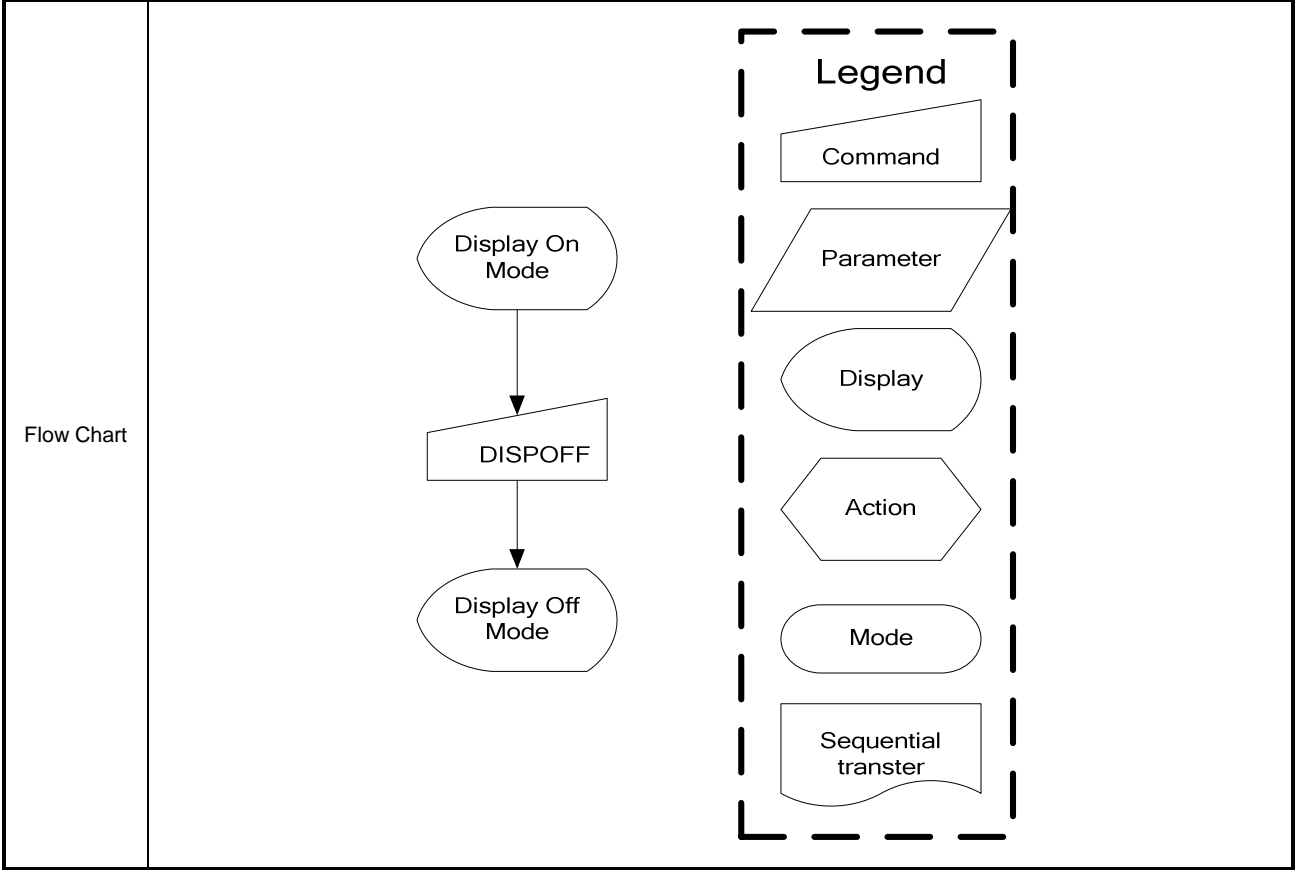 Flow Chart
Display On
Mode
DISPOFF
Display Off
Mode
Legend
Command
Parameter
Display
Action
Mode
Sequential
transter